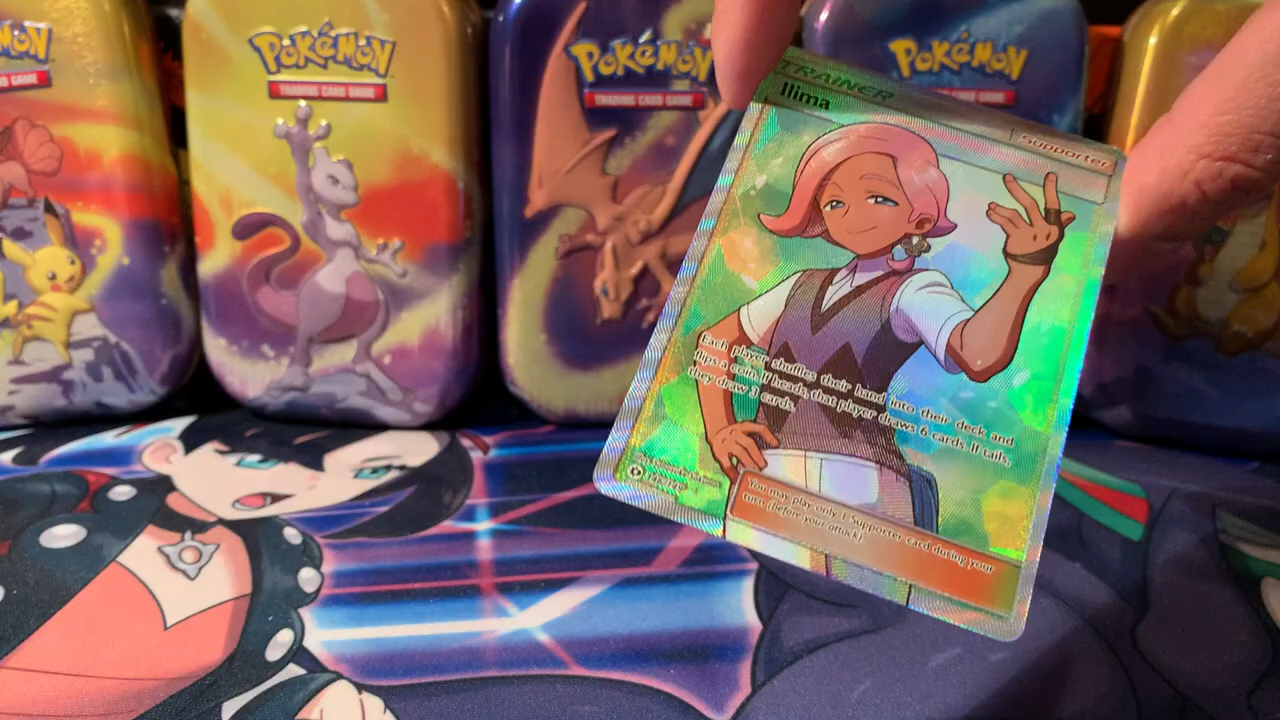 POKéMON
D GAME
POKéMON
TRADING CARD GAME
POKéMON
TRADING CARD GAME
POKéMON
TRADING CARD GAME
TRAINER
Ilima
Supporter
Each player shuffles their hand into their deck and
flips a coin. If heads, that player draws 6 cards. If tails,
they draw 3 cards.
You may play only 1 Supporter card during your
turn (before your attack).